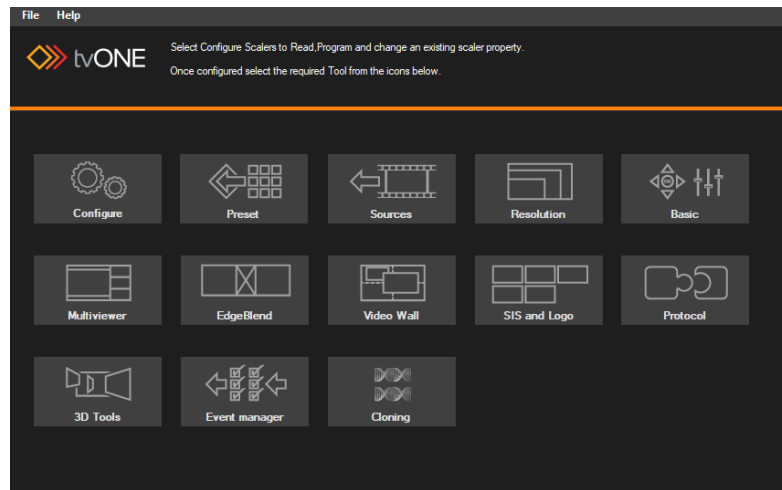 File Help
Select Configure Scalers to Read,Program and change an existing scaler property.
tvONE
Once configured select the required Tool from the icons below.
Configure Preset Sources Resolution Basic
Multiviewer EdgeBlend Video Wall SIS and Logo Protocol
3D Tools Event manager Cloning